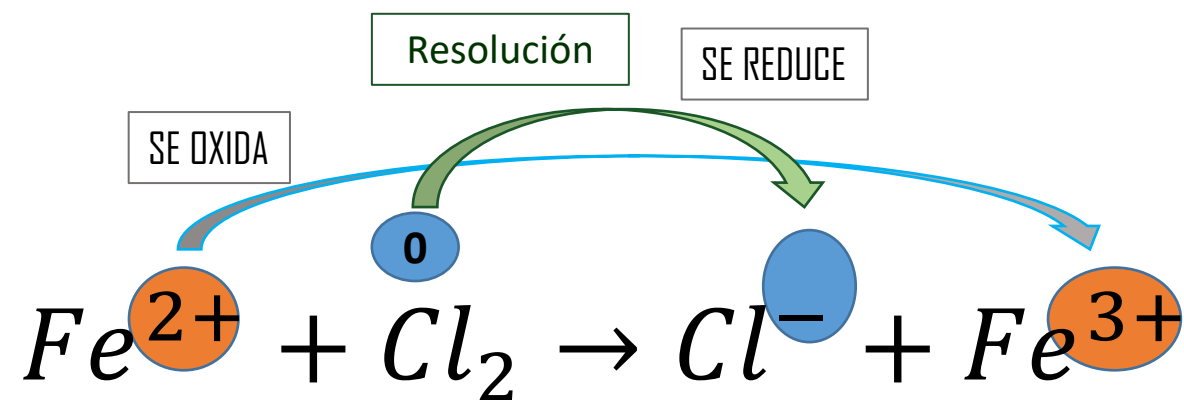 Resolución
SE REDUCE
SE OXIDA
0
Fe²⁺ + Cl₂ → Cl⁻ + Fe³⁺